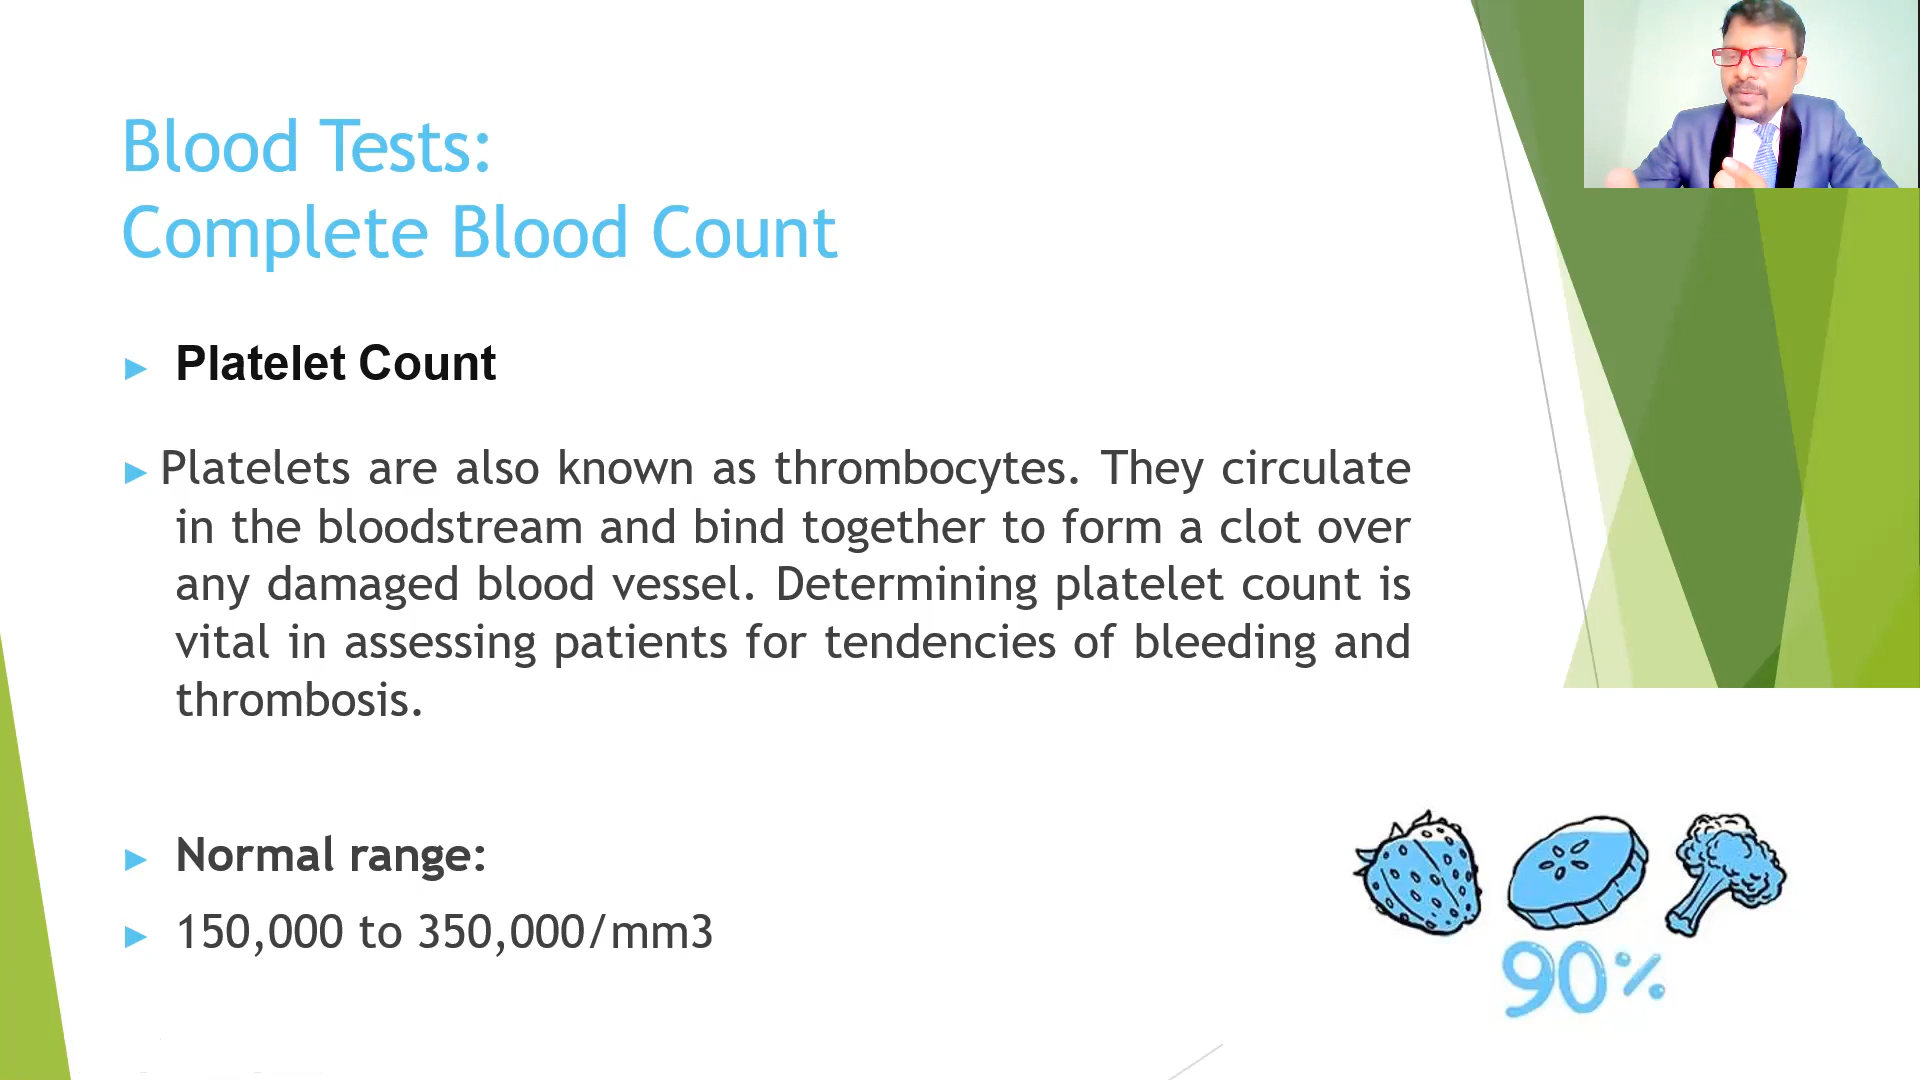 Blood Tests:
Complete Blood Count
Platelet Count
Platelets are also known as thrombocytes. They circulate
in the bloodstream and bind together to form a clot over
any damaged blood vessel. Determining platelet count is
vital in assessing patients for tendencies of bleeding and
thrombosis.
Normal range:
150,000 to 350,000/mm3
90%